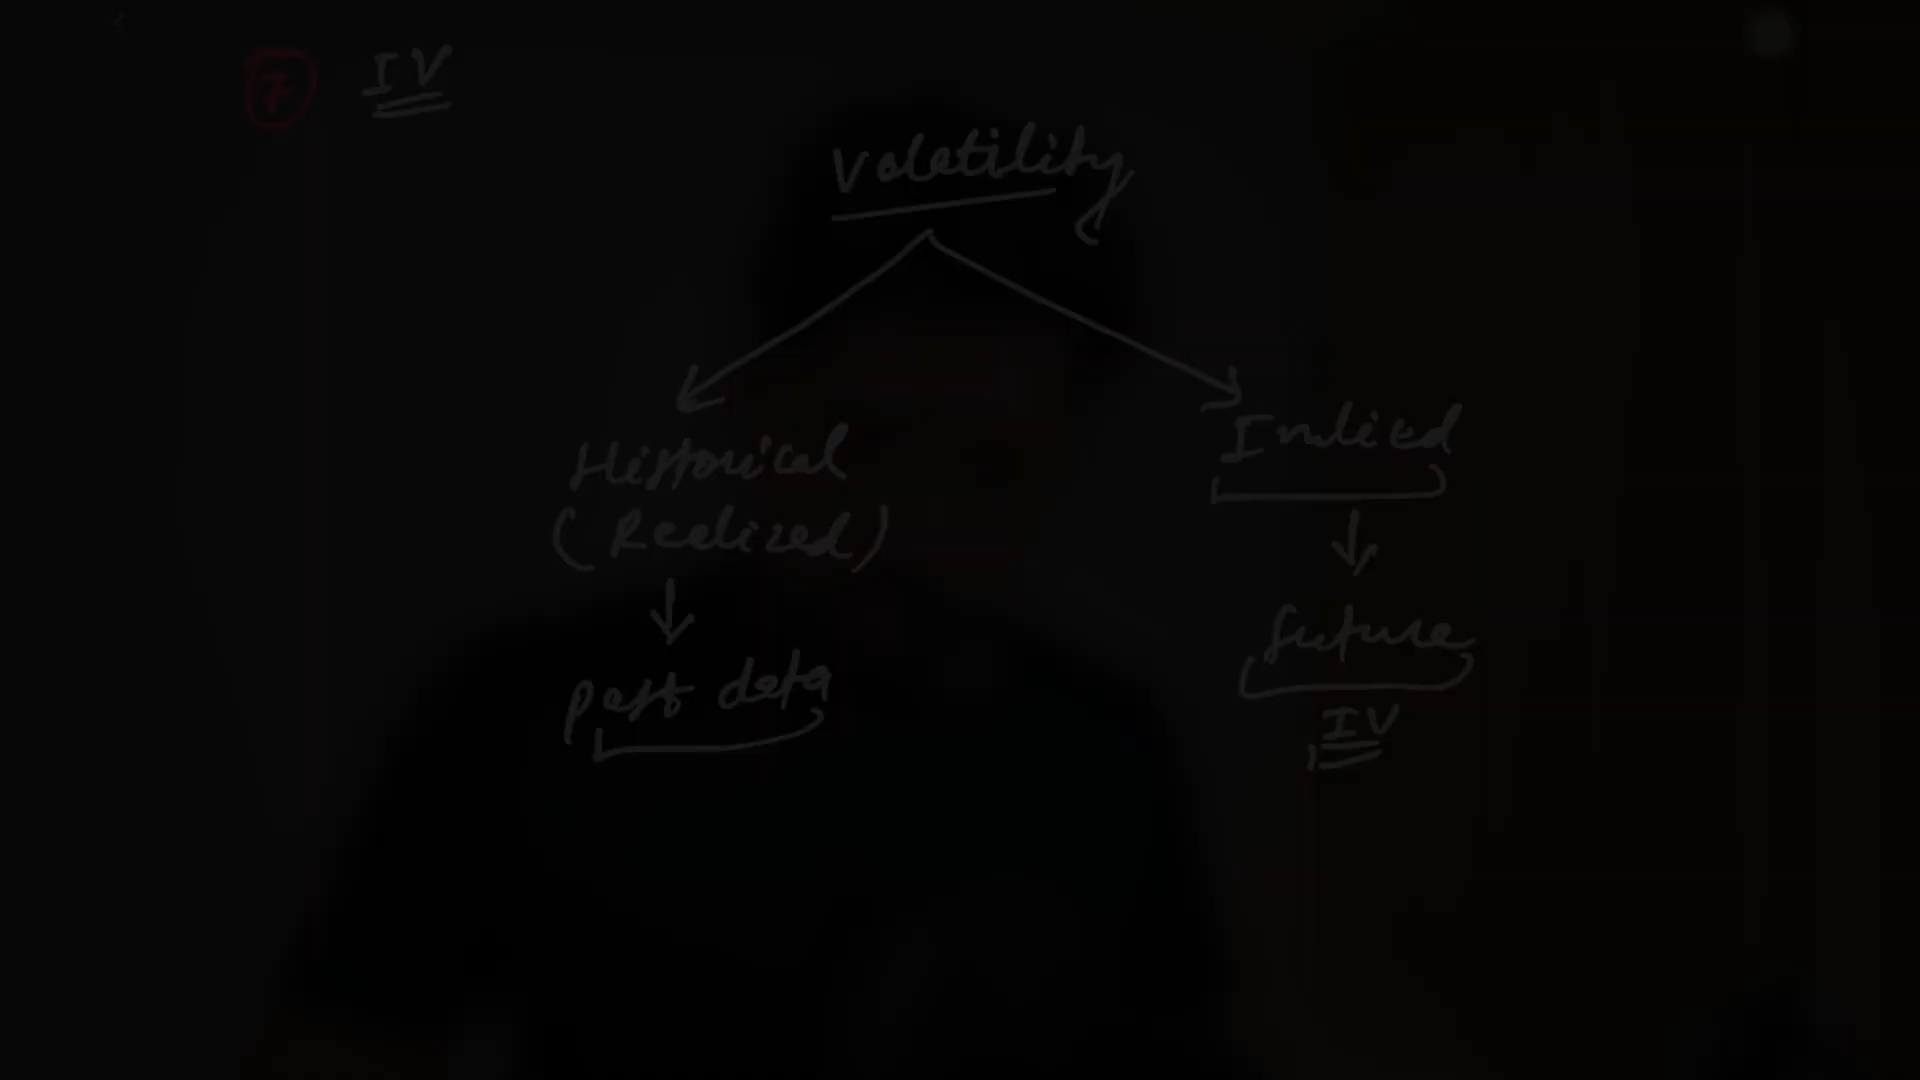 7 IV
Volatility
Historical
Implied
(Realized)
future
past data
IV